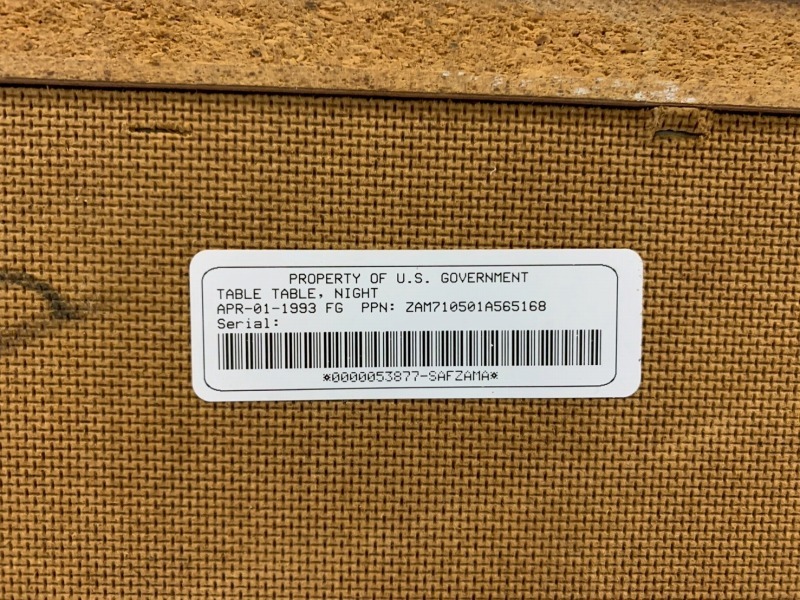 PROPERTY OF U.S. GOVERNMENT
TABLE TABLE, NIGHT
APR-01-1993 FG PPN: ZAM710501A565168
Serial:
*0000053877-SAFZAMA*